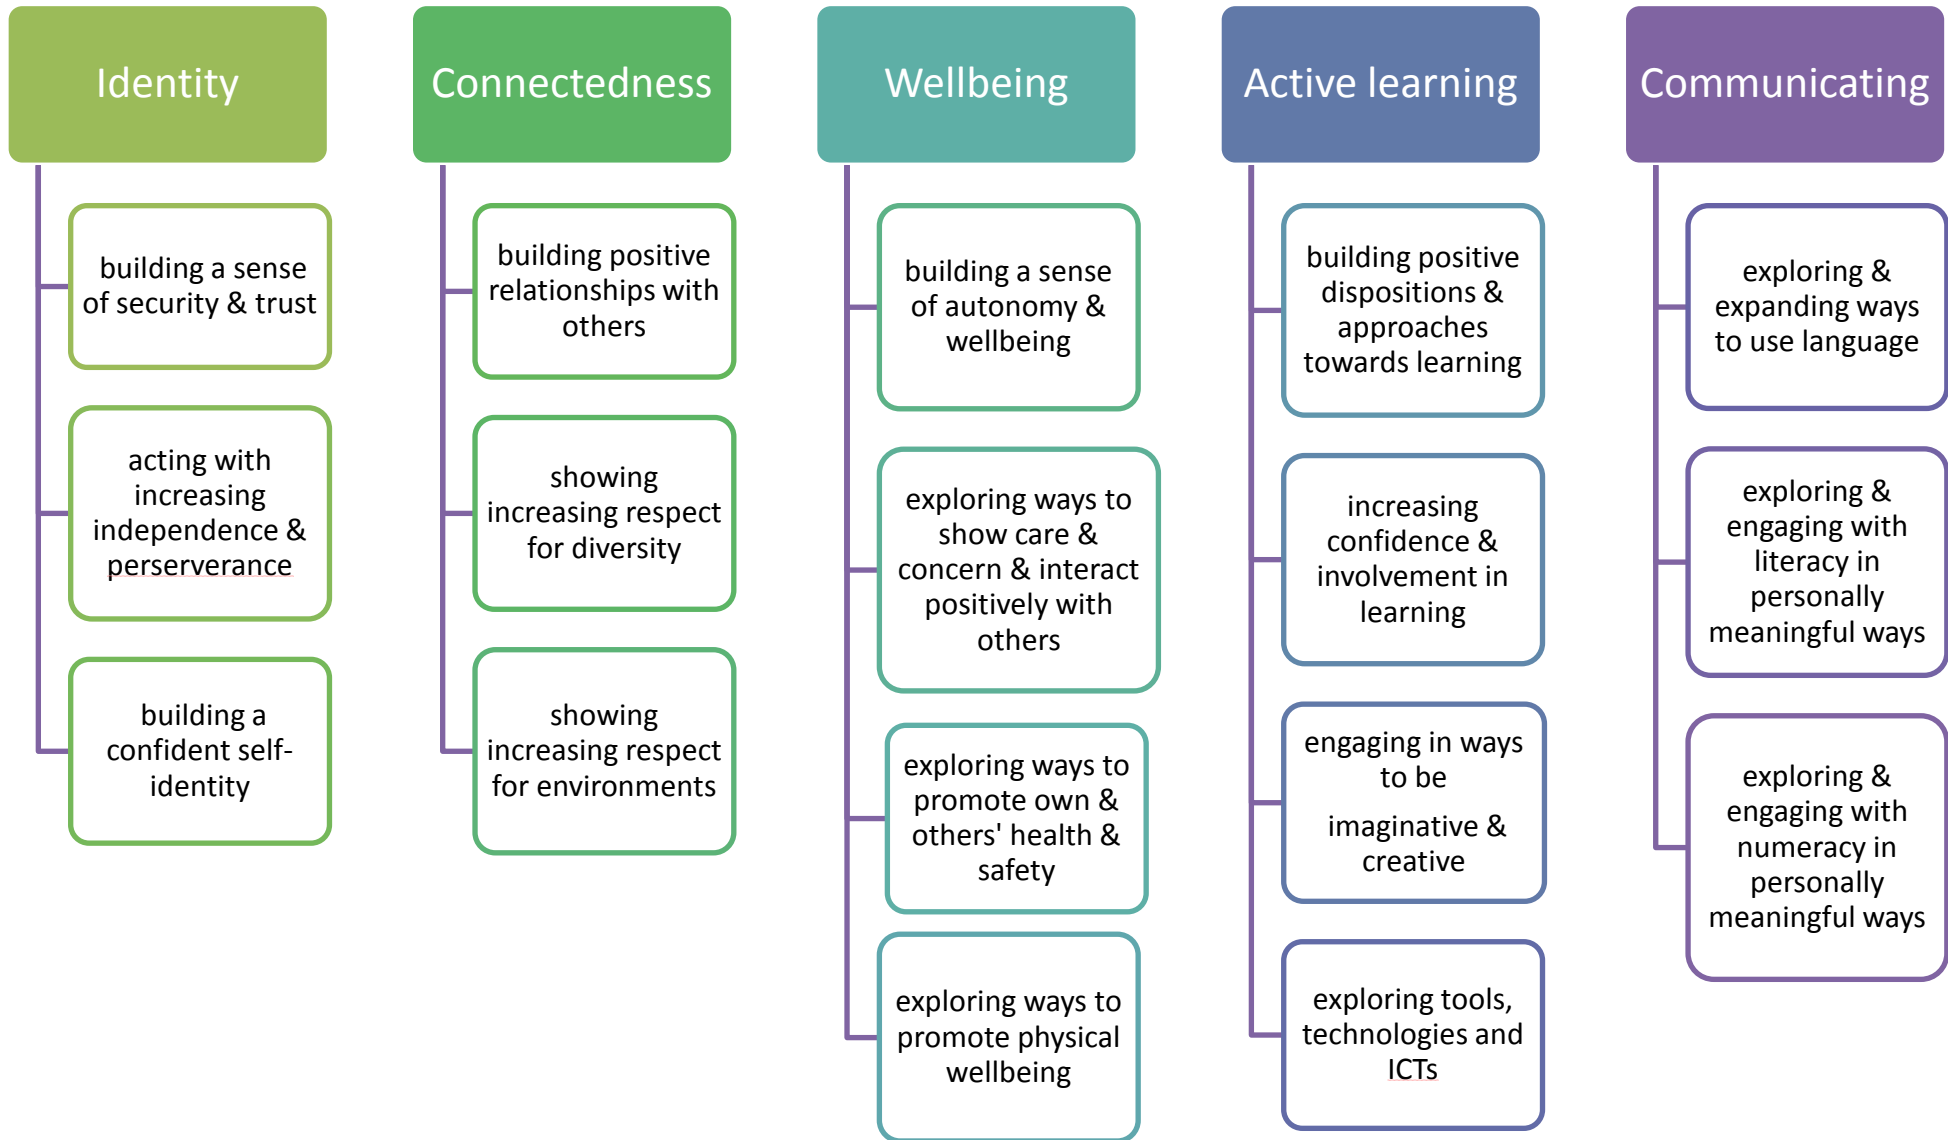 Identity
building a sense
of security & trust
acting with
increasing
independence &
perserverance
building a
confident self-
identity
Connectedness
building positive
relationships with
others
showing
increasing respect
for diversity
showing
increasing respect
for environments
Wellbeing
building a sense
of autonomy &
wellbeing
exploring ways to
show care &
concern & interact
positively with
others
exploring ways to
promote own &
others' health &
safety
exploring ways to
promote physical
wellbeing
Active learning
building positive
dispositions &
approaches
towards learning
increasing
confidence &
involvement in
learning
engaging in ways
to be
imaginative &
creative
exploring tools,
technologies and
ICTs
Communicating
exploring &
expanding ways
to use language
exploring &
engaging with
literacy in
personally
meaningful ways
exploring &
engaging with
numeracy in
personally
meaningful ways